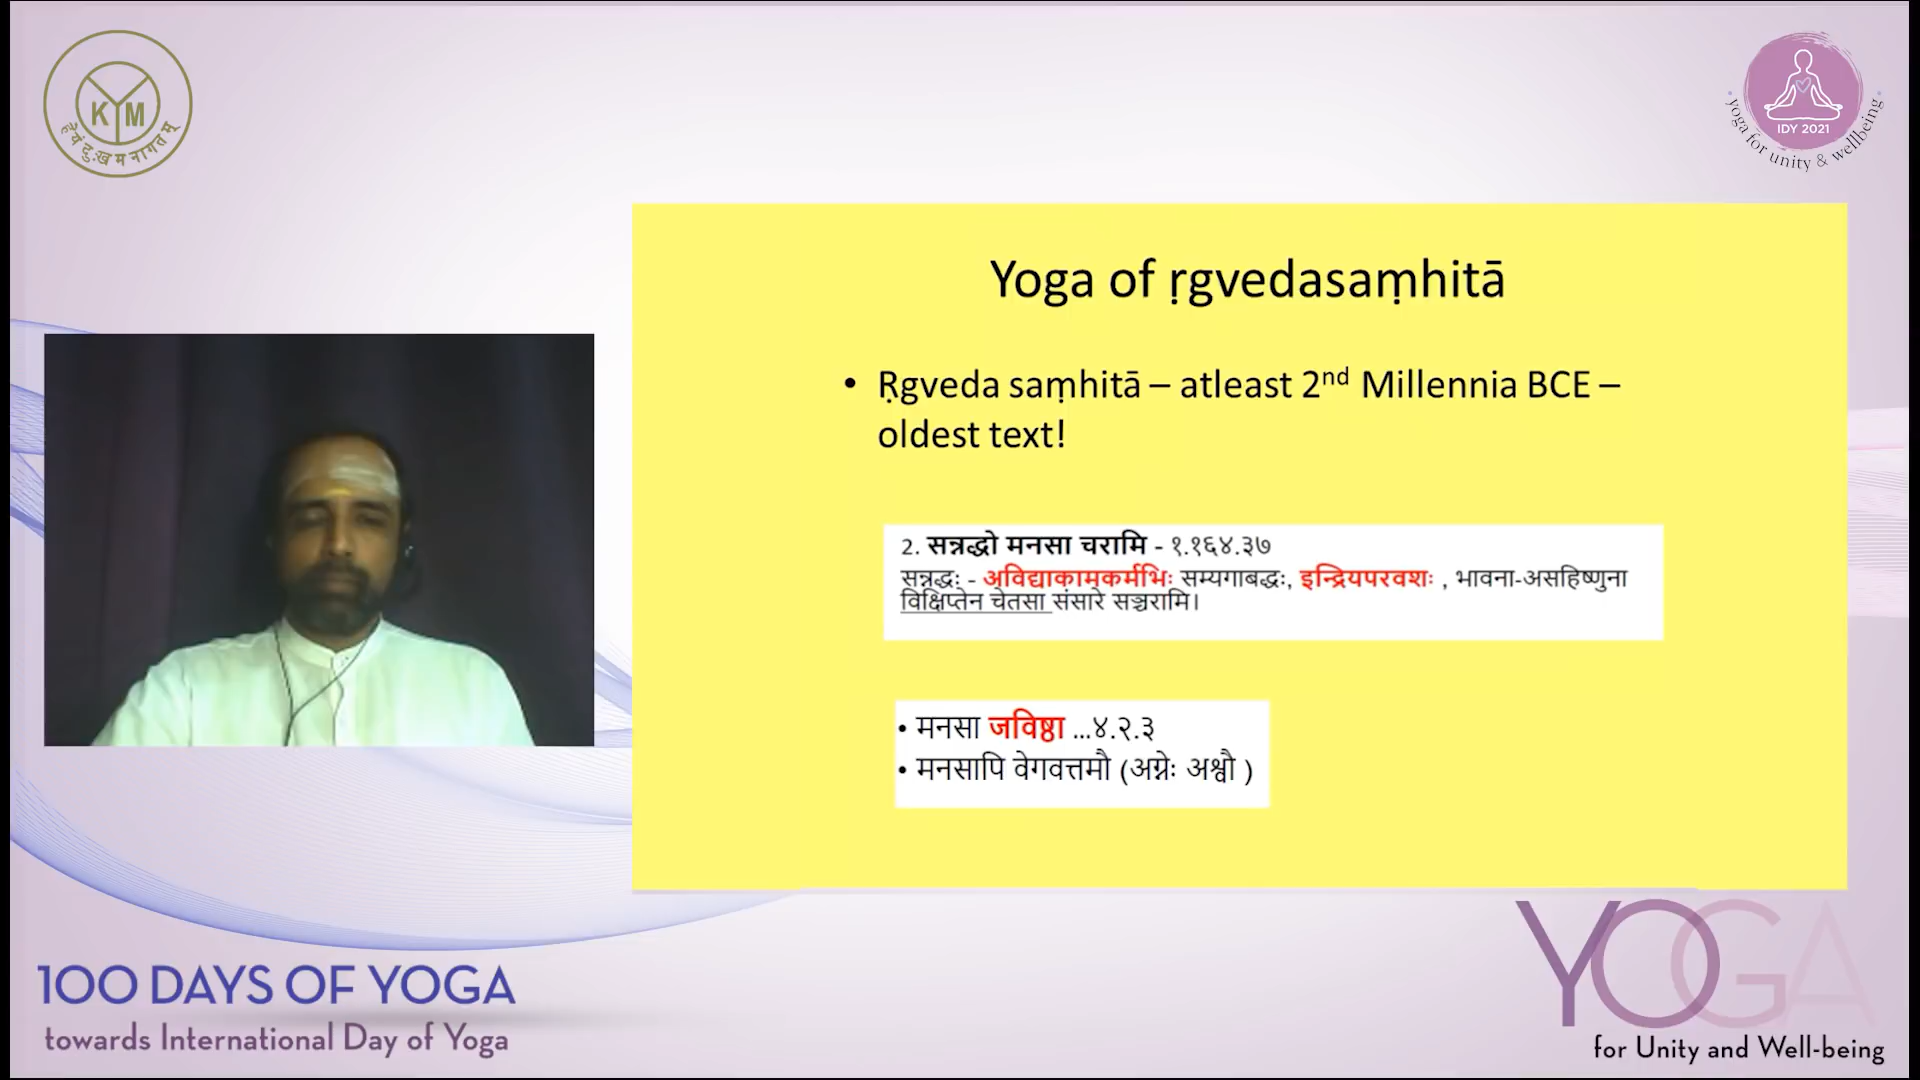 KYM
हेयं दुःखमनागतम्
IDY 2021
yoga for unity & wellbeing
Yoga of ṛgvedasaṃhitā
• Ṛgveda saṃhitā – atleast 2nd Millennia BCE –
oldest text!
2. सन्नद्धो मनसा चरामि - १.१६४.३७
सन्नद्धः - अविद्याकामकर्मभिः सम्यगाबद्धः, इन्द्रियपरवशः , भावना-असहिष्णुना
विक्षिप्तेन चेतसा संसारे सञ्चरामि।
• मनसा जविष्ठा ...४.२.३
• मनसापि वेगवत्तमौ (अग्नेः अश्वौ )
100 DAYS OF YOGA
towards International Day of Yoga
YOGA
for Unity and Well-being